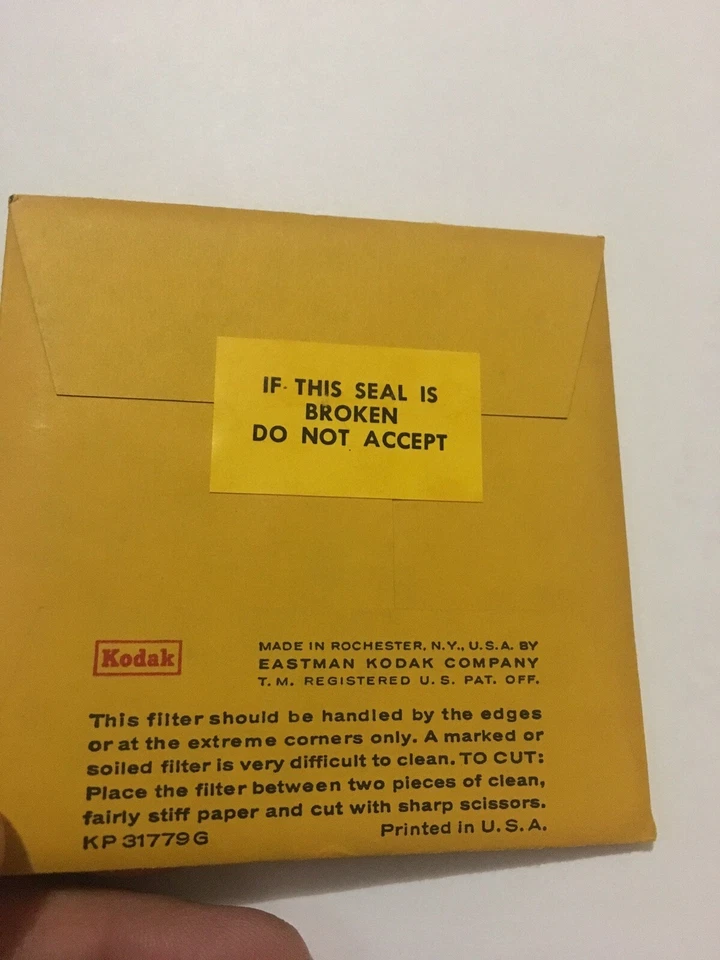 IF THIS SEAL IS
BROKEN
DO NOT ACCEPT
Kodak
MADE IN ROCHESTER, N.Y., U.S.A. BY
EASTMAN KODAK COMPANY
T.M. REGISTERED U.S. PAT. OFF.
This filter should be handled by the edges
or at the extreme corners only. A marked or
soiled filter is very difficult to clean. TO CUT:
Place the filter between two pieces of clean,
fairly stiff paper and cut with sharp scissors.
KP 31779G Printed in U.S.A.